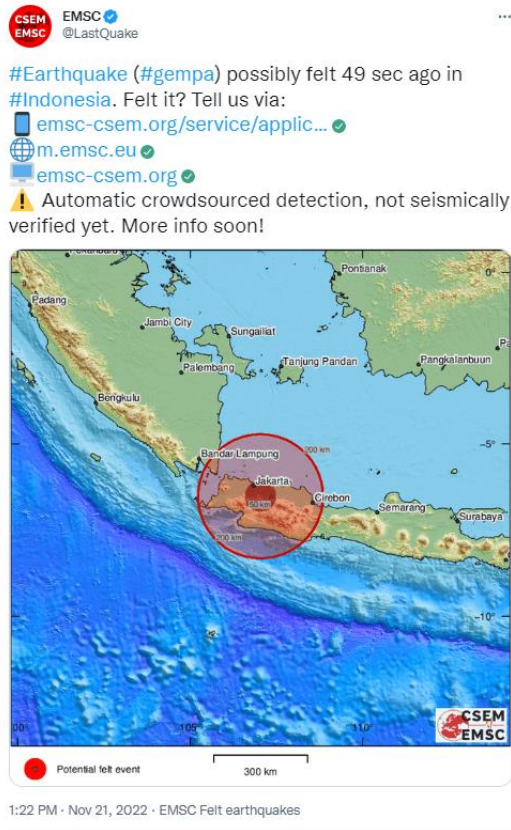 CSEM
EMSC
EMSC
@LastQuake
#Earthquake (#gempa) possibly felt 49 sec ago in
#Indonesia. Felt it? Tell us via:
emsc-csem.org/service/applic...
m.emsc.eu
emsc-csem.org
Automatic crowdsourced detection, not seismically
verified yet. More info soon!
Pontianak
0°
Padang
Jambi City
Sungailiat
Palembang
Tanjung Pandan
Pangkalanbuun
Bengkulu
Bandar Lampung
200 km
-5°
Jakarta
50 km
Cirebon
Semarang
Surabaya
200 km
-10°
105°
110°
CSEM
EMSC
Potential felt event
300 km
1:22 PM · Nov 21, 2022 · EMSC Felt earthquakes